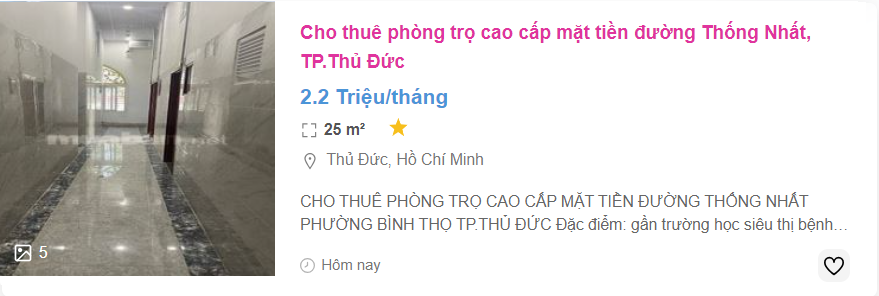 Cho thuê phòng trọ cao cấp mặt tiền đường Thống Nhất,
TP.Thủ Đức
2.2 Triệu/tháng
25 m²
Thủ Đức, Hồ Chí Minh
CHO THUÊ PHÒNG TRỌ CAO CẤP MẶT TIỀN ĐƯỜNG THỐNG NHẤT
PHƯỜNG BÌNH THỌ TP.THỦ ĐỨC Đặc điểm: gần trường học siêu thị bệnh…
5
Hôm nay